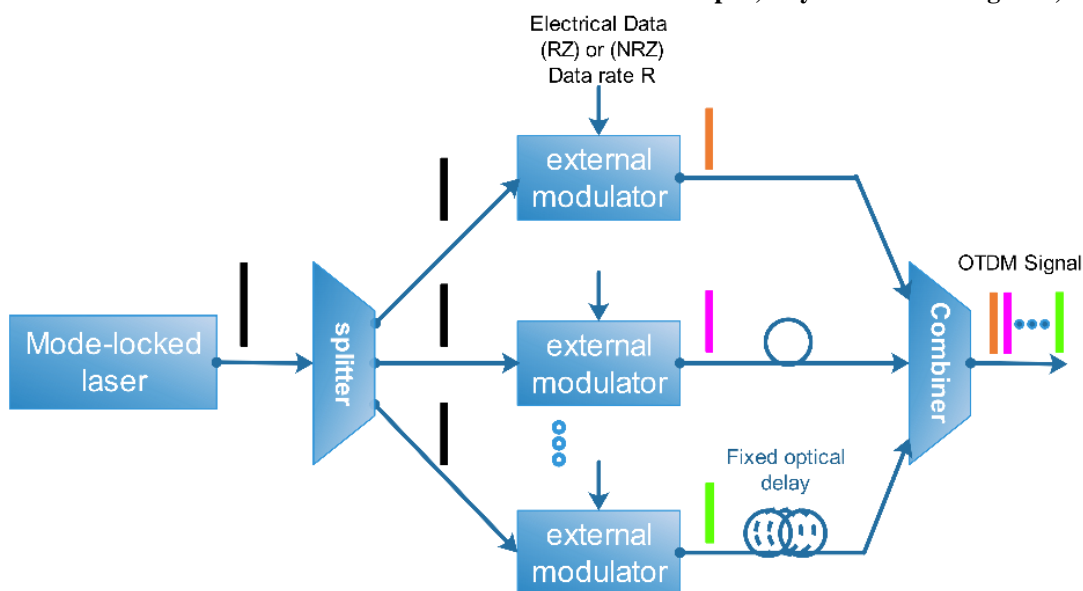 Electrical Data
(RZ) or (NRZ)
Data rate R
external
modulator
OTDM Signal
Mode-locked
laser
splitter
external
modulator
Combiner
Fixed optical
delay
external
modulator